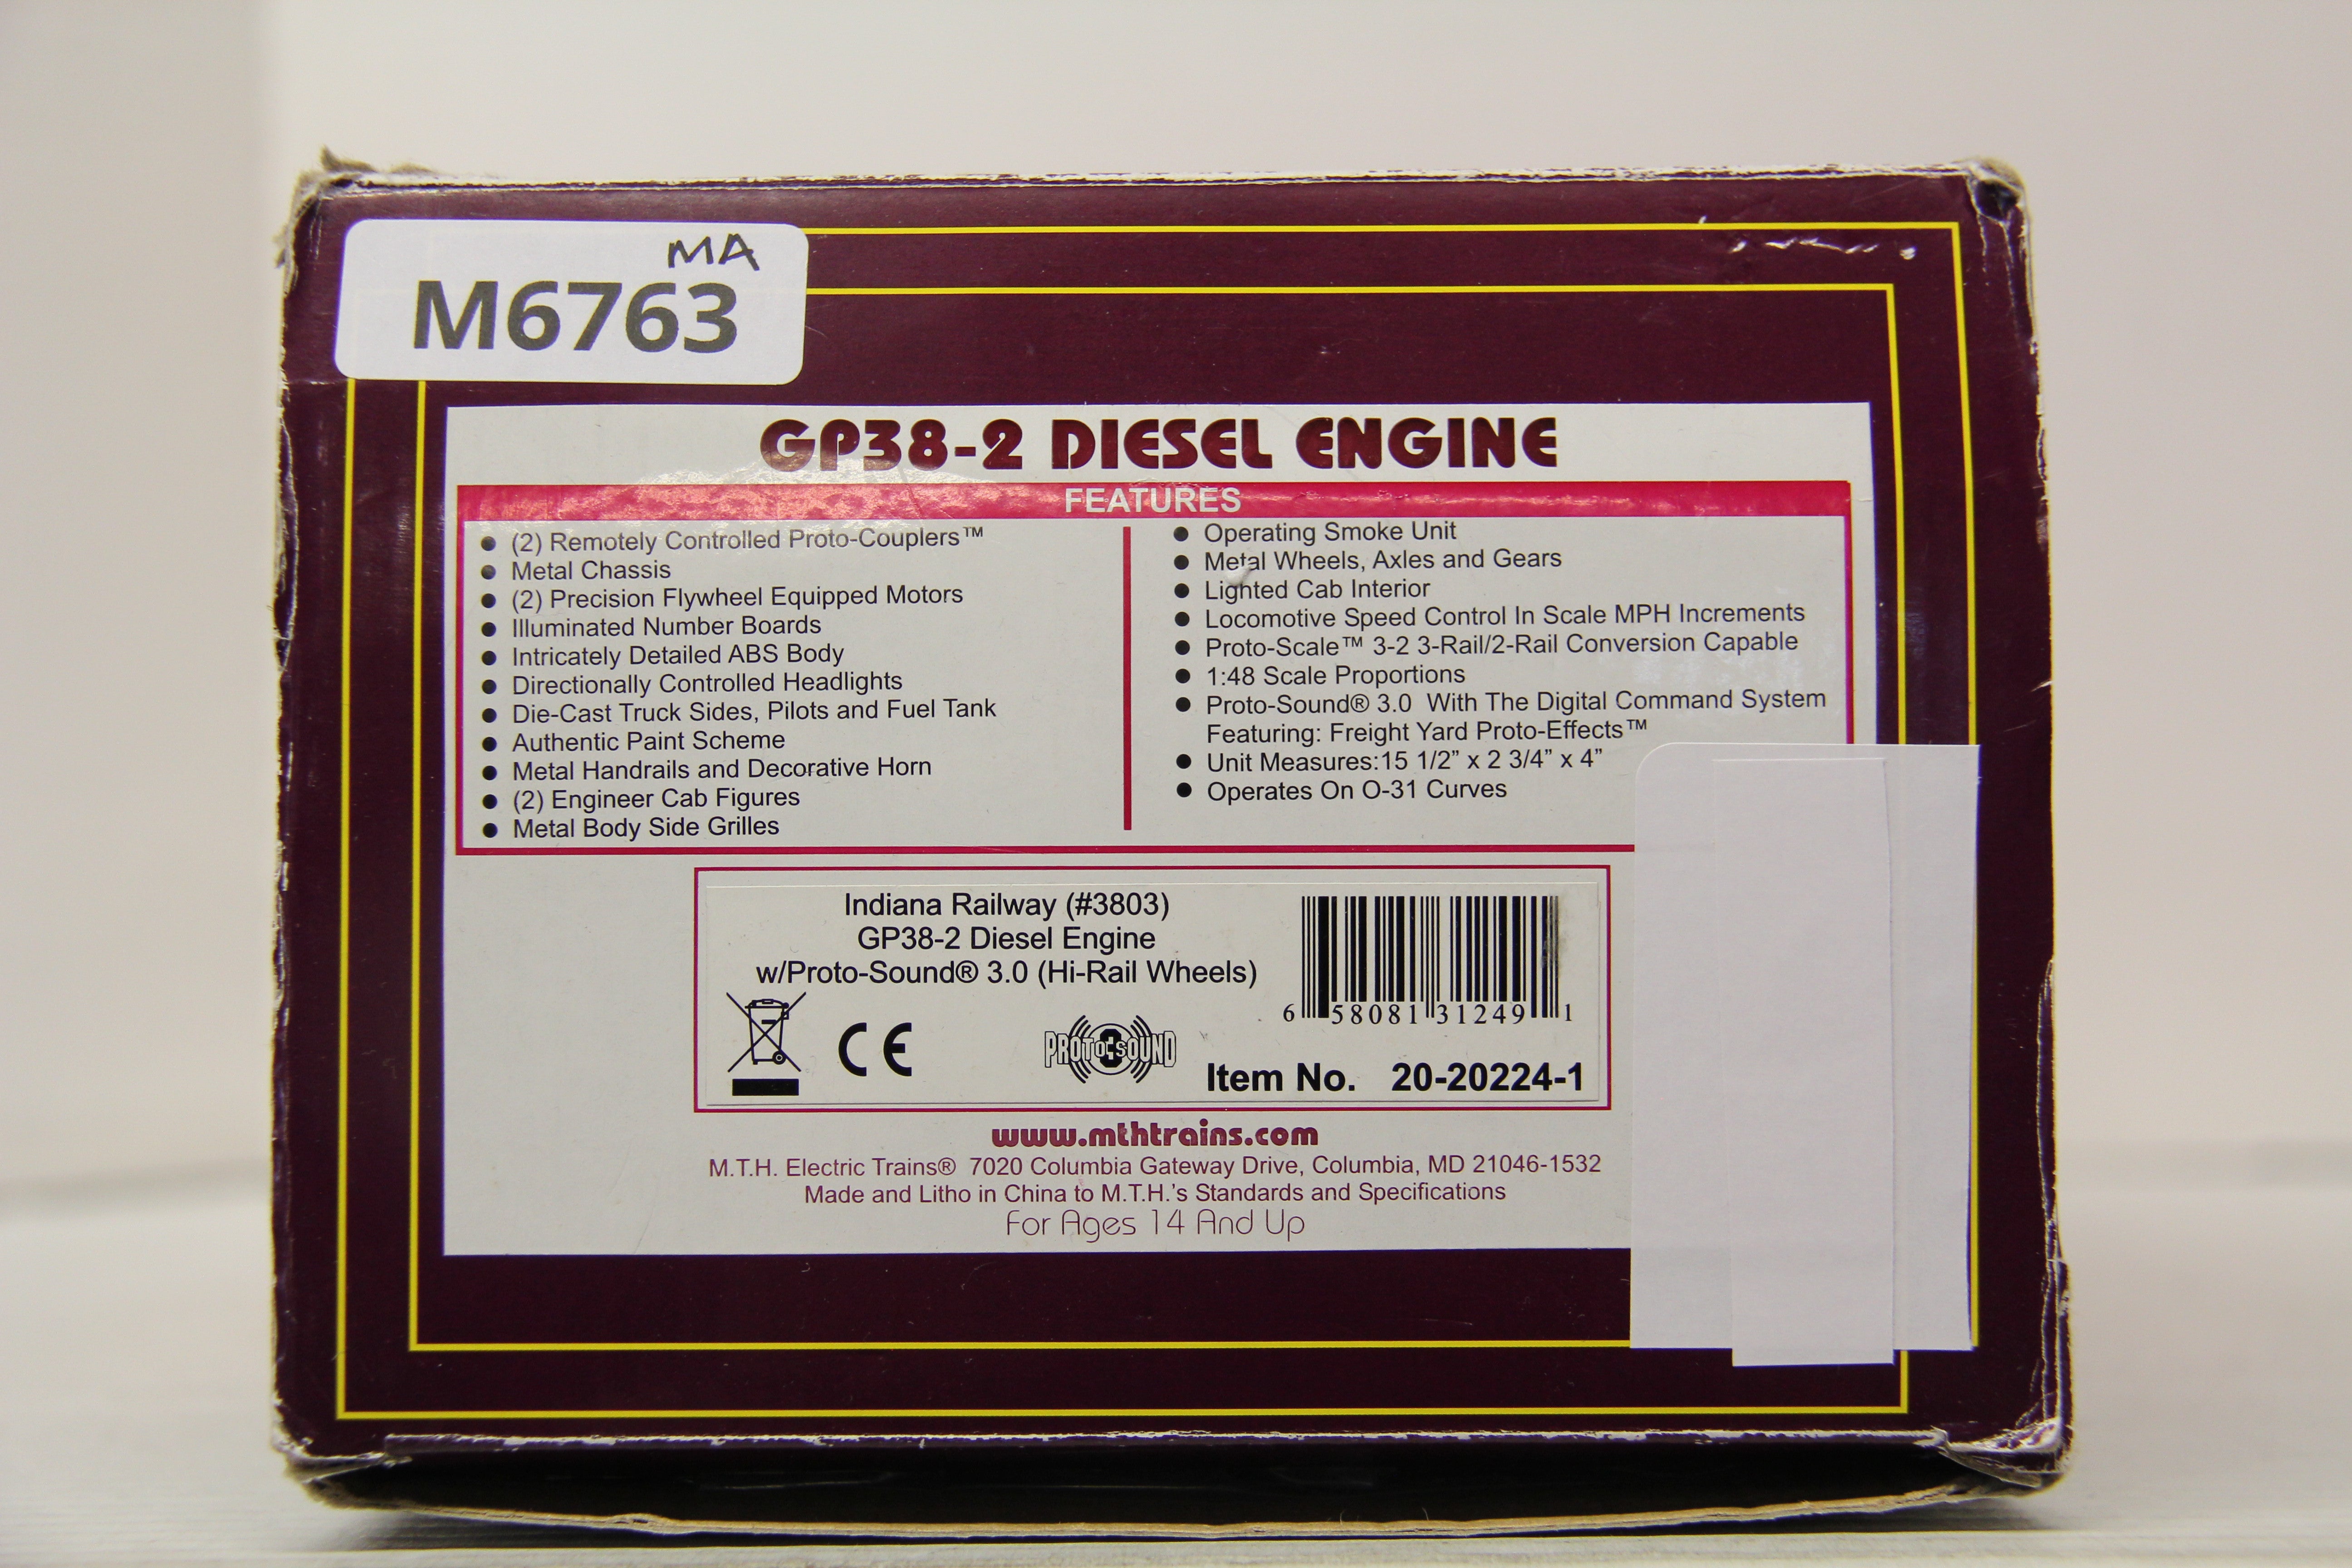 MA
M6763
GP38-2 DIESEL ENGINE
FEATURES
● (2) Remotely Controlled Proto-Couplers™
● Metal Chassis
● (2) Precision Flywheel Equipped Motors
● Illuminated Number Boards
● Intricately Detailed ABS Body
● Directionally Controlled Headlights
● Die-Cast Truck Sides, Pilots and Fuel Tank
● Authentic Paint Scheme
● Metal Handrails and Decorative Horn
● (2) Engineer Cab Figures
● Metal Body Side Grilles
● Operating Smoke Unit
● Metal Wheels, Axles and Gears
● Lighted Cab Interior
● Locomotive Speed Control In Scale MPH Increments
● Proto-Scale™ 3-2 3-Rail/2-Rail Conversion Capable
● 1:48 Scale Proportions
● Proto-Sound® 3.0 With The Digital Command System
Featuring: Freight Yard Proto-Effects™
● Unit Measures:15 1/2” x 2 3/4” x 4”
● Operates On O-31 Curves
Indiana Railway (#3803)
GP38-2 Diesel Engine
w/Proto-Sound® 3.0 (Hi-Rail Wheels)
6 58081 31249 1
CE
PROTO 3 SOUND
Item No. 20-20224-1
www.mthtrains.com
M.T.H. Electric Trains® 7020 Columbia Gateway Drive, Columbia, MD 21046-1532
Made and Litho in China to M.T.H.'s Standards and Specifications
For Ages 14 And Up